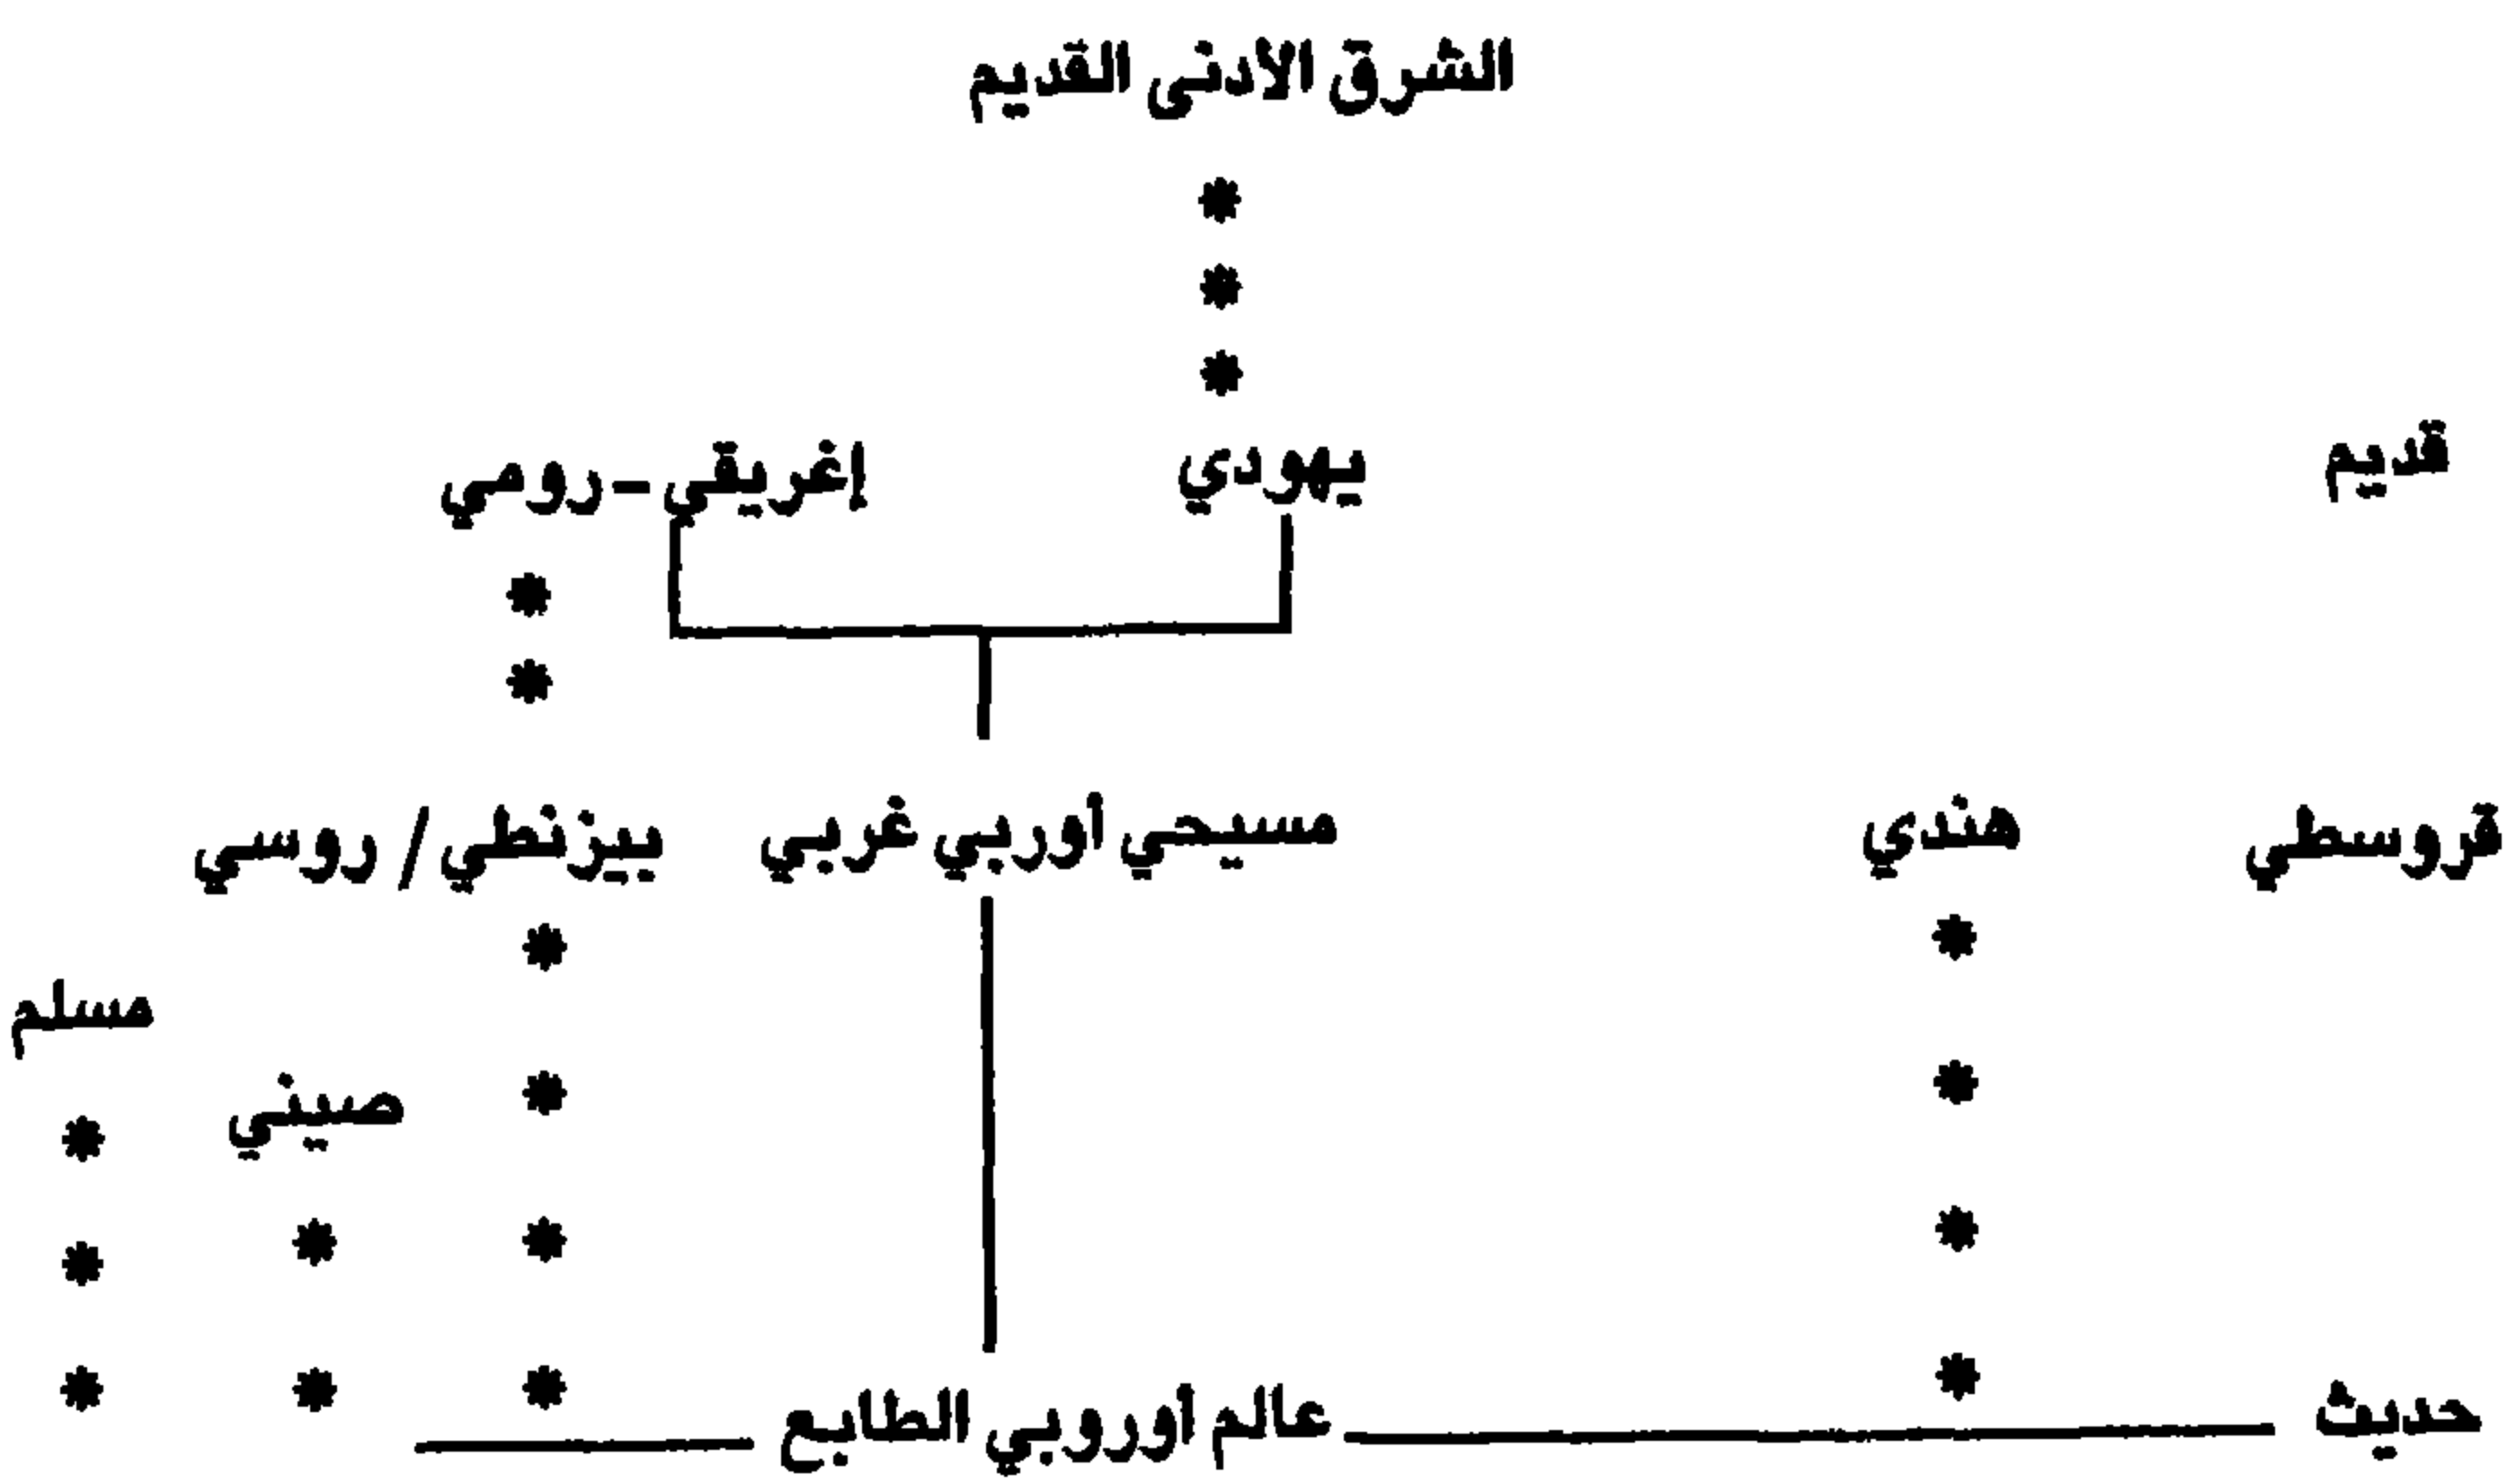 الشرق الادنى القديم
قديم يهودي إغريقي-رومي
قروسطي هندي مسيحي أوربي غربي بيزنطي/روسي
مسلم
صيني
حديث عالم أوروبي الطابع